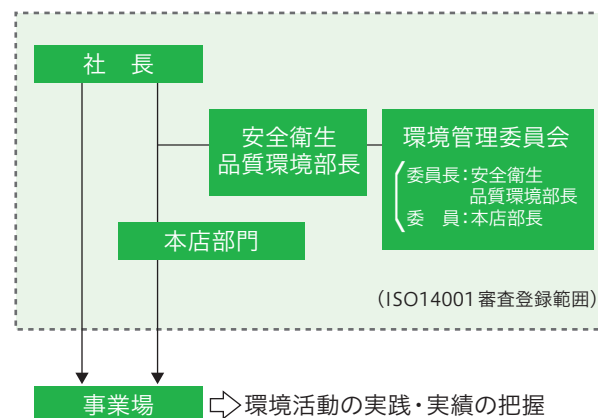 社　長
安全衛生
品質環境部長
環境管理委員会
委員長：安全衛生
品質環境部長
委　員：本店部長
本店部門
（ISO14001審査登録範囲）
事業場
環境活動の実践・実績の把握